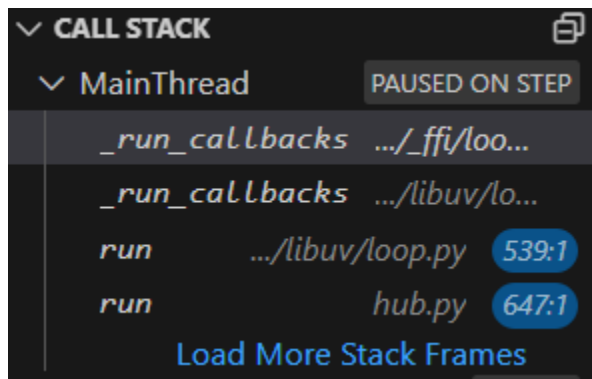 CALL STACK
MainThread PAUSED ON STEP
_run_callbacks .../_ffi/loo...
_run_callbacks .../libuv/lo...
run .../libuv/loop.py 539:1
run hub.py 647:1
Load More Stack Frames